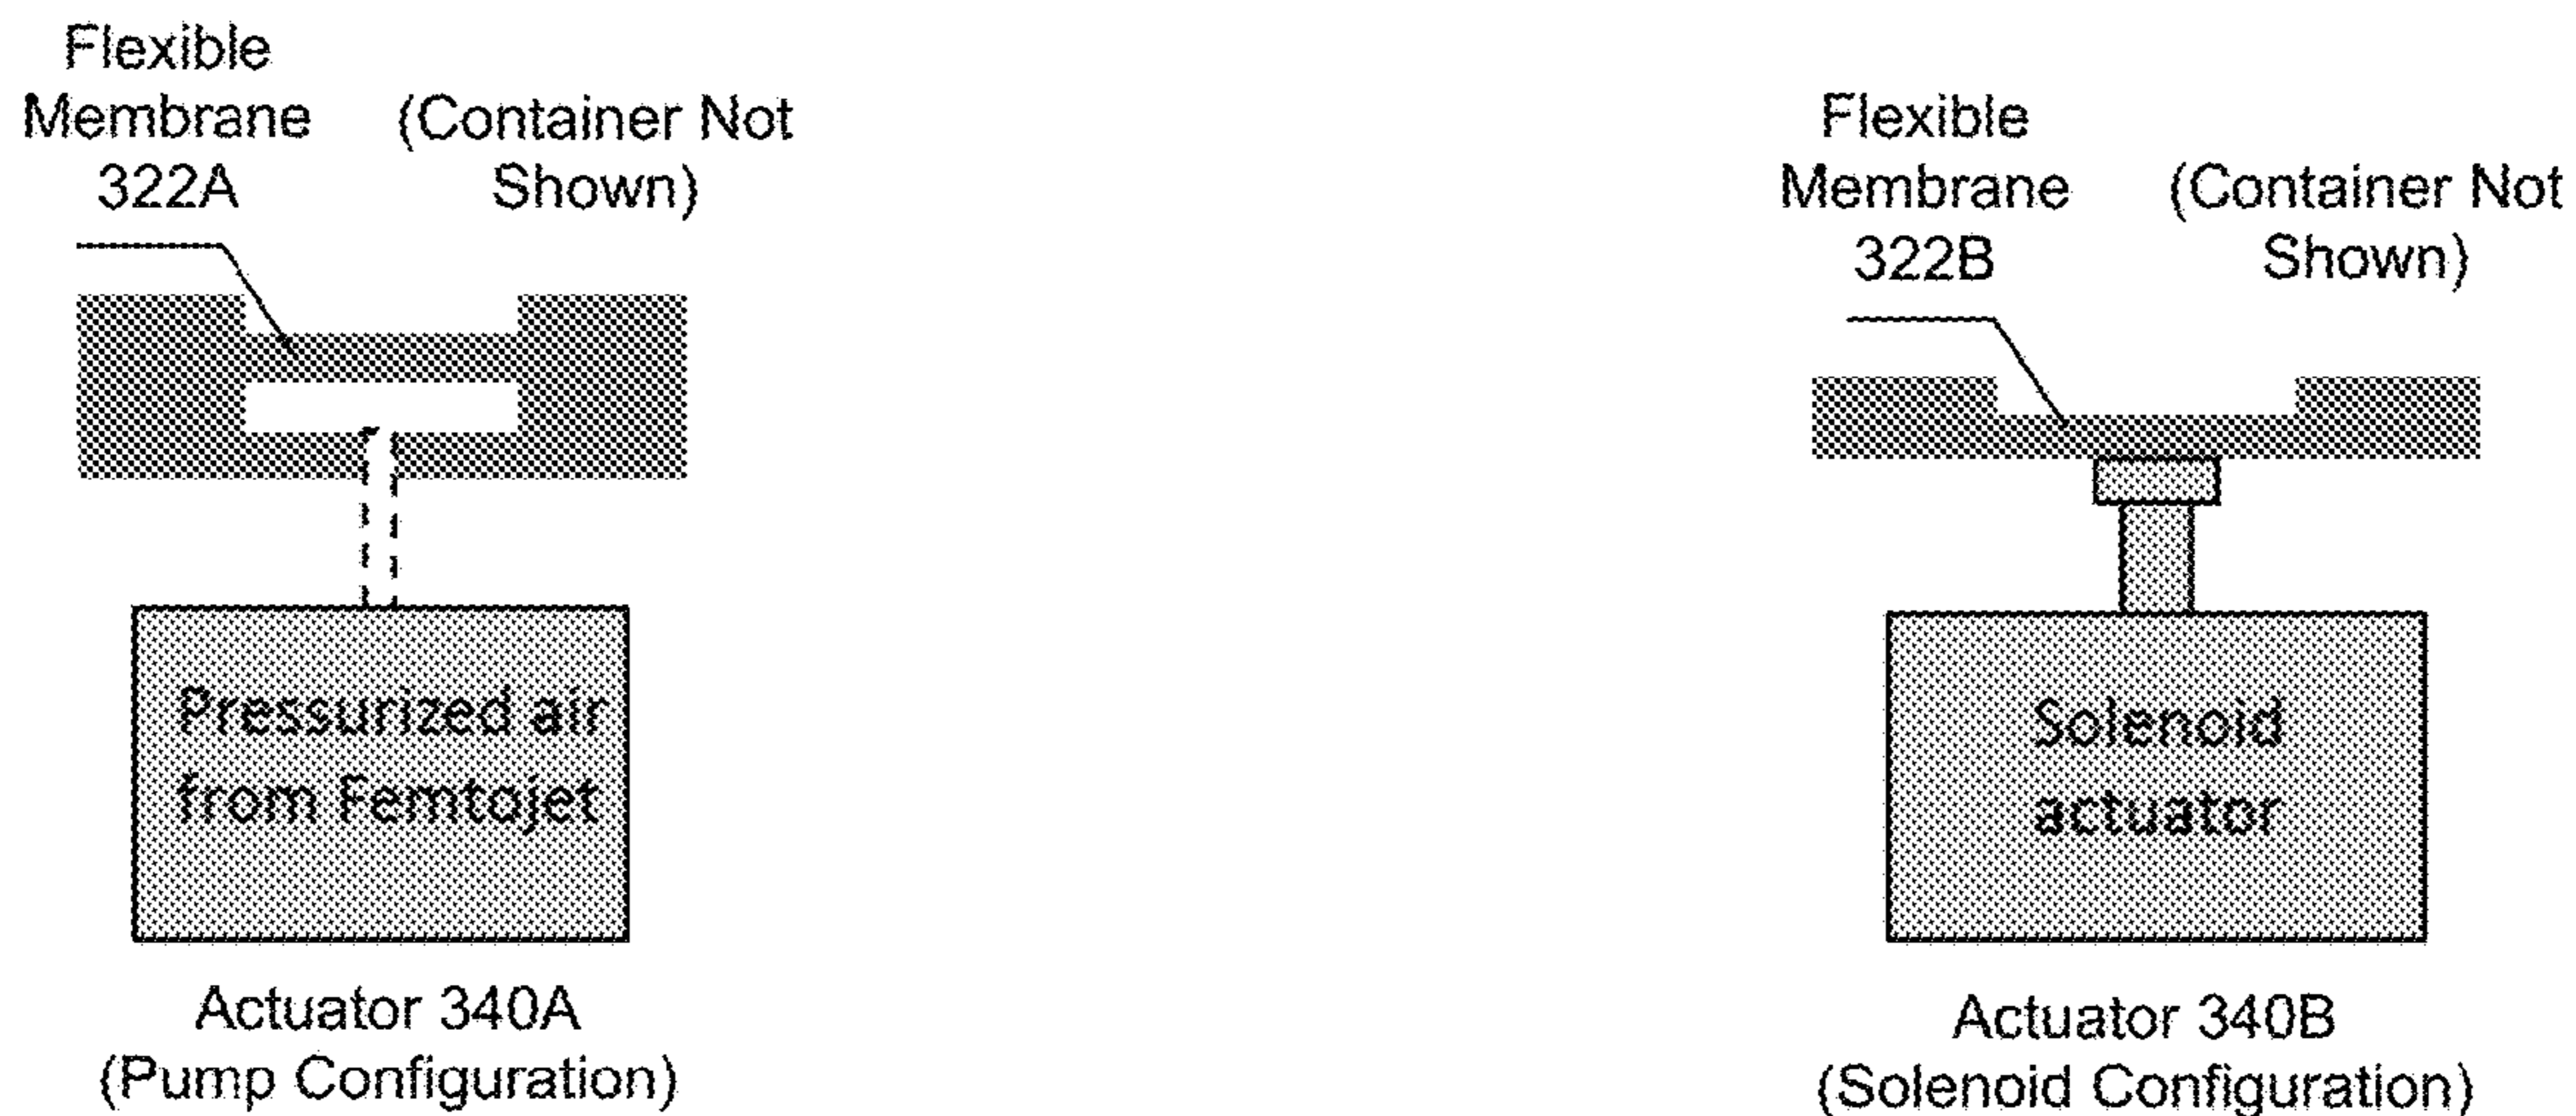 Flexible
Membrane
322A
(Container Not
Shown)
Pressurized air
from Femtojet
Actuator 340A
(Pump Configuration)
Flexible
Membrane
322B
(Container Not
Shown)
Solenoid
actuator
Actuator 340B
(Solenoid Configuration)